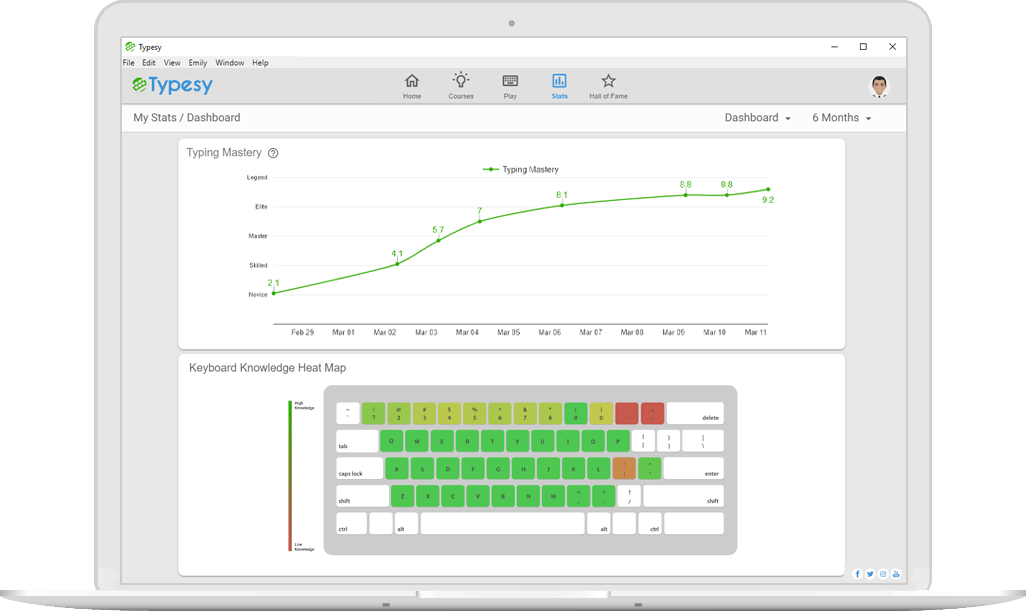 Typesy
File Edit View Emily Window Help
Typesy
Home Courses Play Stats Hall of Fame
My Stats / Dashboard
Dashboard 6 Months
Typing Mastery ?
Typing Mastery
Legend
Elite
Master
Skilled
Novice
2.1 4.1 5.7 7 8.1 8.8 8.8 9.2
Feb 29 Mar 01 Mar 02 Mar 03 Mar 04 Mar 05 Mar 06 Mar 07 Mar 08 Mar 09 Mar 10 Mar 11
Keyboard Knowledge Heat Map
High
Knowledge
Low
Knowledge
~ ! @ # $ % ^ & *
1 2 3 4 5 6 7 8 9 0 delete
tab Q W E R T Y U I O P { [ } ] | \
caps lock A S D F G H J K L : ; enter
shift Z X C V B N M ? / shift
ctrl alt alt ctrl